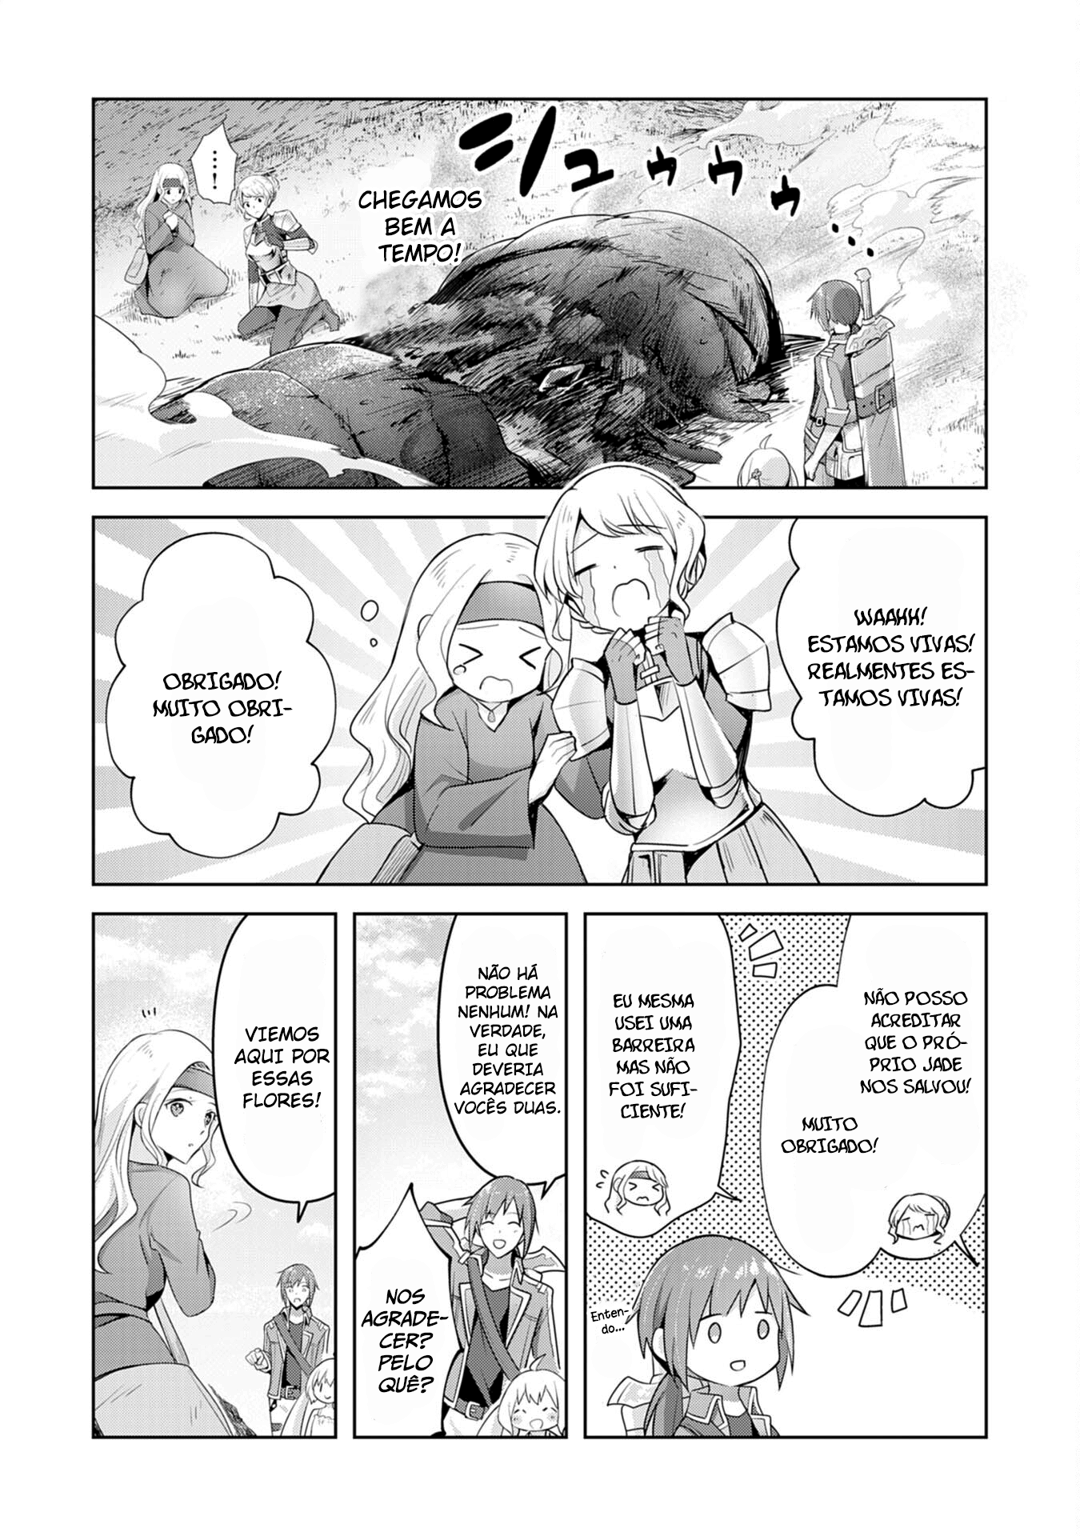 シュゥゥゥ…
CHEGAMOS
BEM A
TEMPO!
……!
WAAHH!
ESTAMOS VIVAS!
REALMENTES ES-
TAMOS VIVAS!
OBRIGADO!
MUITO OBRI-
GADO!
NÃO POSSO
ACREDITAR
QUE O PRÓ-
PRIO JADE
NOS SALVOU!
MUITO
OBRIGADO!
EU MESMA
USEI UMA
BARREIRA
MAS NÃO
FOI SUFI-
CIENTE!
Enten-
do...
NÃO HÁ
PROBLEMA
NENHUM! NA
VERDADE,
EU QUE
DEVERIA
AGRADECER
VOCÊS DUAS.
NOS
AGRADE-
CER?
PELO
QUÊ?
VIEMOS
AQUI POR
ESSAS
FLORES!